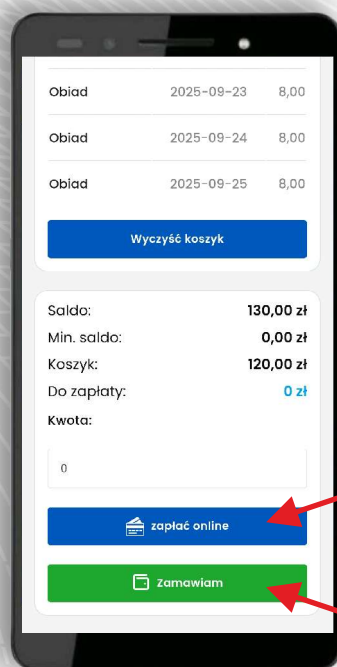 Obiad 2025-09-23 8,00
Obiad 2025-09-24 8,00
Obiad 2025-09-25 8,00
Wyczyść koszyk
Saldo: 130,00 zł
Min. saldo: 0,00 zł
Koszyk: 120,00 zł
Do zapłaty: 0 zł
Kwota:
0
zapłać online
Zamawiam